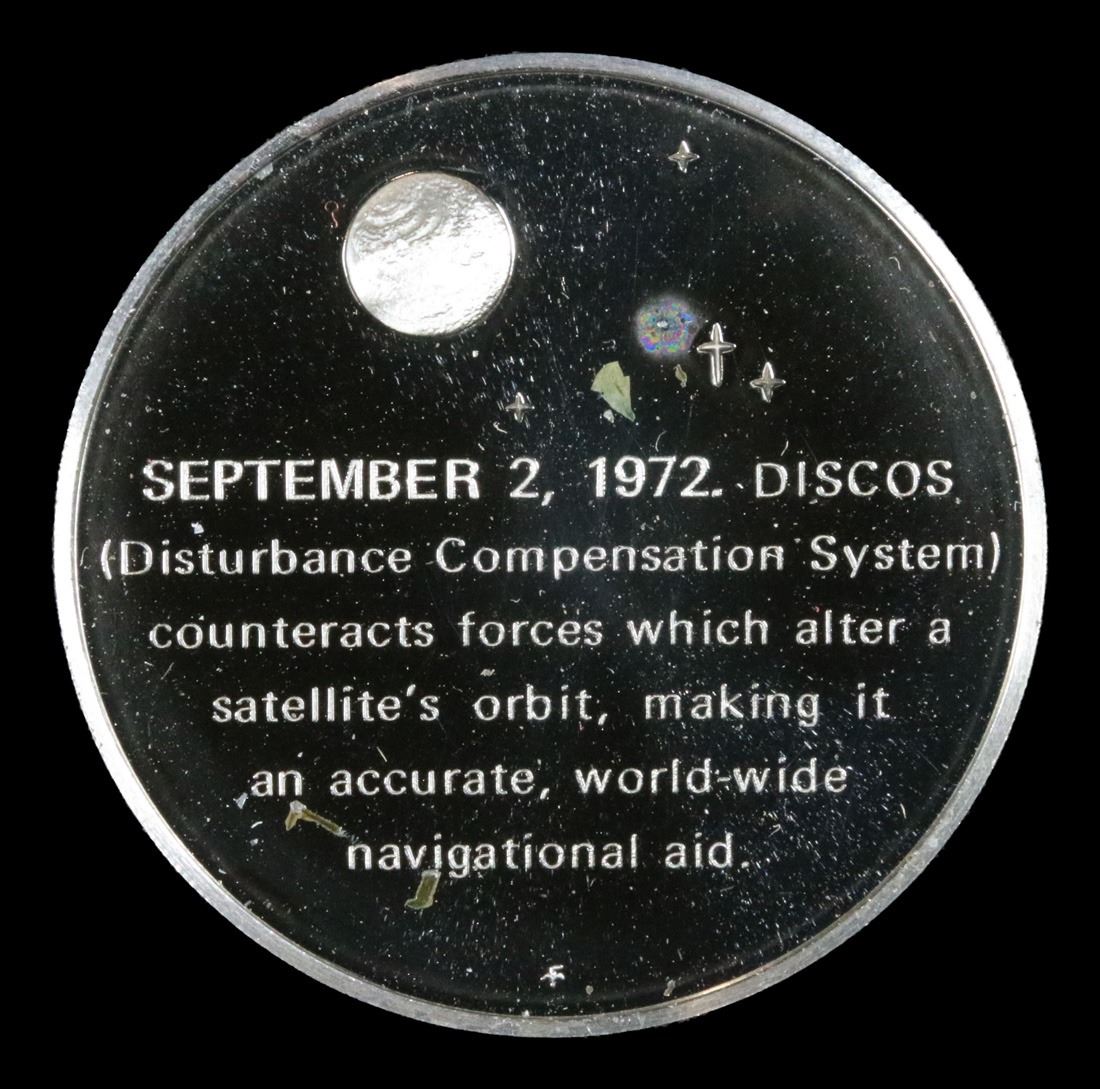 SEPTEMBER 2, 1972. DISCOS
(Disturbance Compensation System)
counteracts forces which alter a
satellite's orbit, making it
an accurate, world-wide
navigational aid.